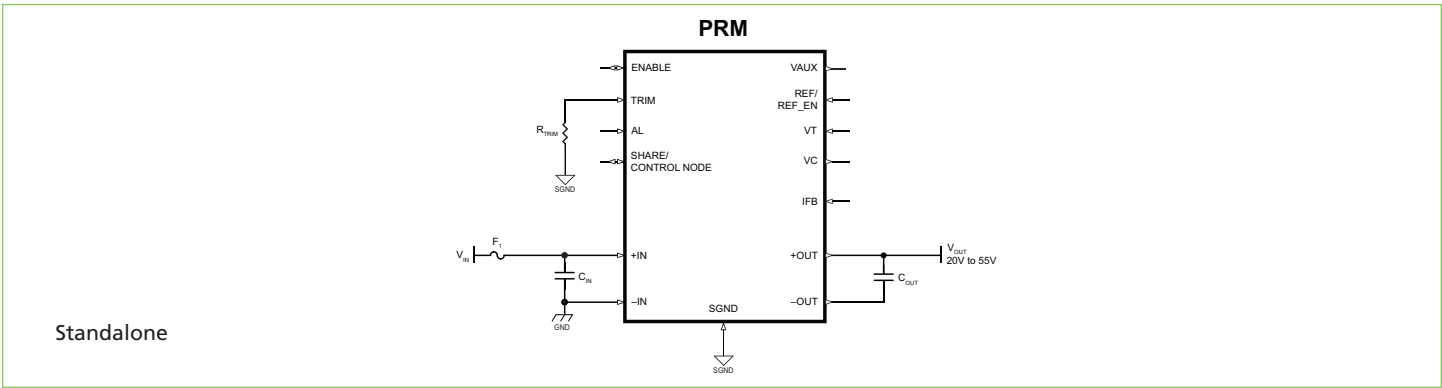 PRM
ENABLE
TRIM
AL
SHARE/
CONTROL NODE
R_TRIM
SGND
VAUX
REF/
REF_EN
VT
VC
IFB
V_IN
F_1
+IN
C_IN
–IN
GND
SGND
SGND
+OUT
–OUT
C_OUT
V_OUT
20V to 55V
Standalone